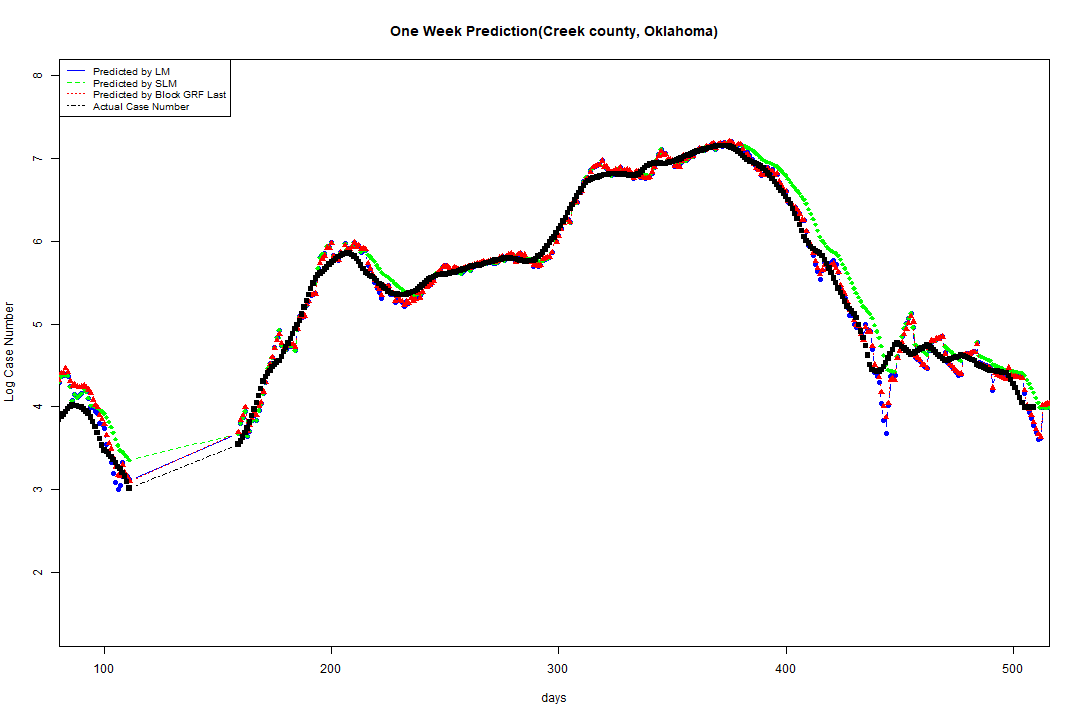 One Week Prediction(Creek county, Oklahoma)
Predicted by LM
Predicted by SLM
Predicted by Block GRF Last
Actual Case Number
8
7
6
5
4
3
2
Log Case Number
100 200 300 400 500
days